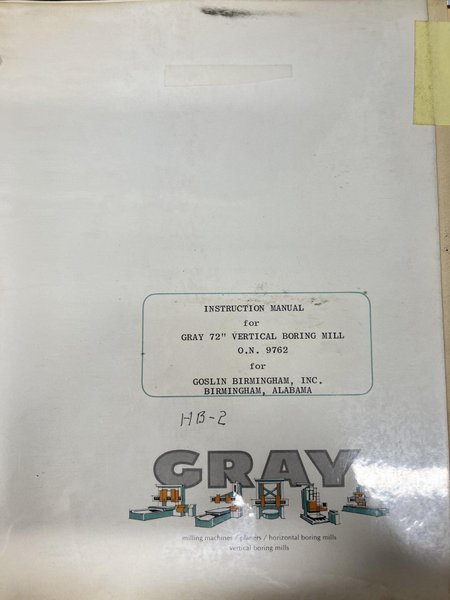 INSTRUCTION MANUAL
for
GRAY 72" VERTICAL BORING MILL
O.N. 9762
for
GOSLIN BIRMINGHAM, INC.
BIRMINGHAM, ALABAMA
HB-2
GRAY
milling machines / planers / horizontal boring mills
vertical boring mills